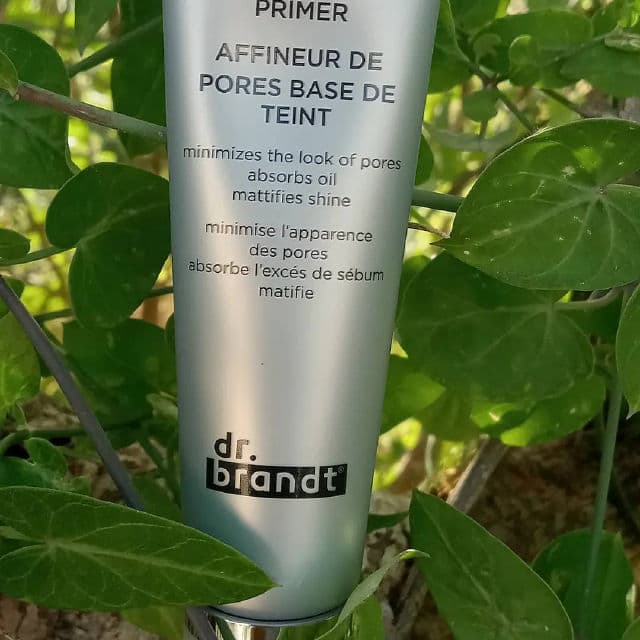 PRIMER
AFFINEUR DE
PORES BASE DE
TEINT
minimizes the look of pores
absorbs oil
mattifies shine
minimise l'apparence
des pores
absorbe l'excés de sébum
matifie
dr.
brandt®